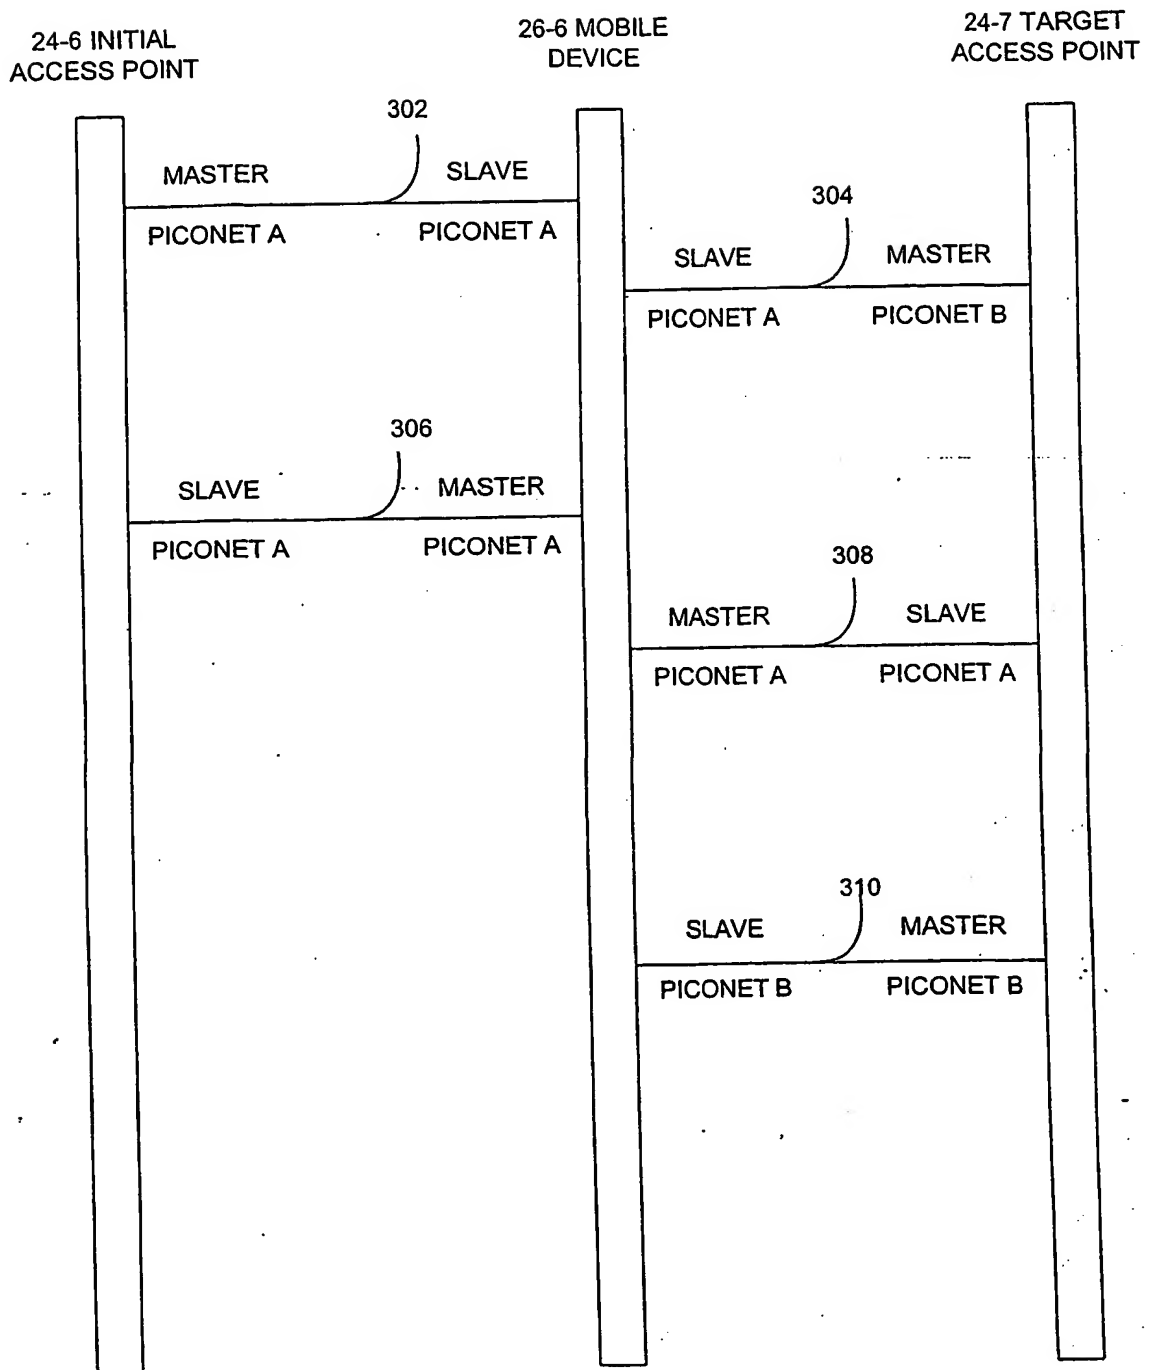 24-6 INITIAL
ACCESS POINT
26-6 MOBILE
DEVICE
24-7 TARGET
ACCESS POINT
302
MASTER
SLAVE
PICONET A
PICONET A
304
SLAVE
MASTER
PICONET A
PICONET B
306
SLAVE
MASTER
PICONET A
PICONET A
308
MASTER
SLAVE
PICONET A
PICONET A
310
SLAVE
MASTER
PICONET B
PICONET B